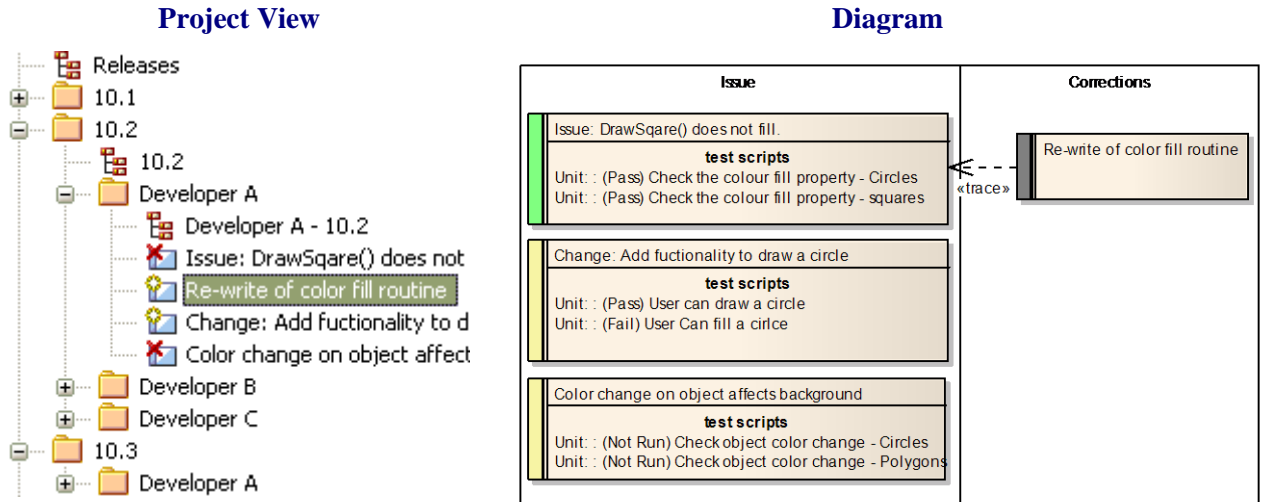 Project View
Releases
10.1
10.2
10.2
Developer A
Developer A - 10.2
Issue: DrawSqare() does not
Re-write of color fill routine
Change: Add fuctionality to d
Color change on object affect
Developer B
Developer C
10.3
Developer A
Diagram
Issue
Corrections
Issue: DrawSqare() does not fill.
test scripts
Unit: : (Pass) Check the colour fill property - Circles
Unit: : (Pass) Check the colour fill property - squares
«trace»
Re-write of color fill routine
Change: Add fuctionality to draw a circle
test scripts
Unit: : (Pass) User can draw a circle
Unit: : (Fail) User Can fill a cirlce
Color change on object affects background
test scripts
Unit: : (Not Run) Check object color change - Circles
Unit: : (Not Run) Check object color change - Polygons